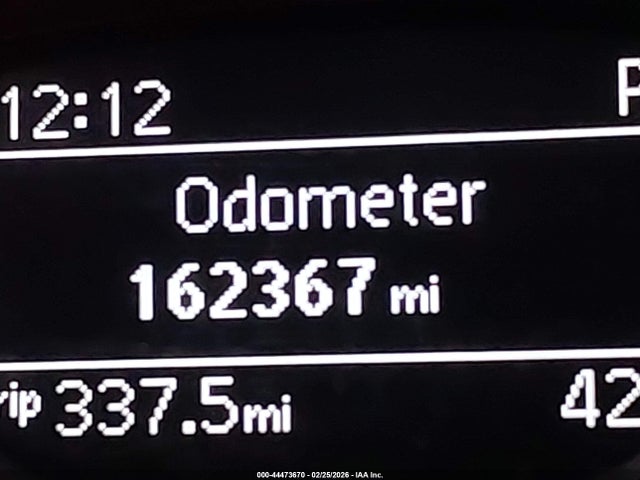 12:12 P
Odometer
162367 mi
rip 337.5mi 42
000-44473670 - 02/25/2026 - IAA Inc.